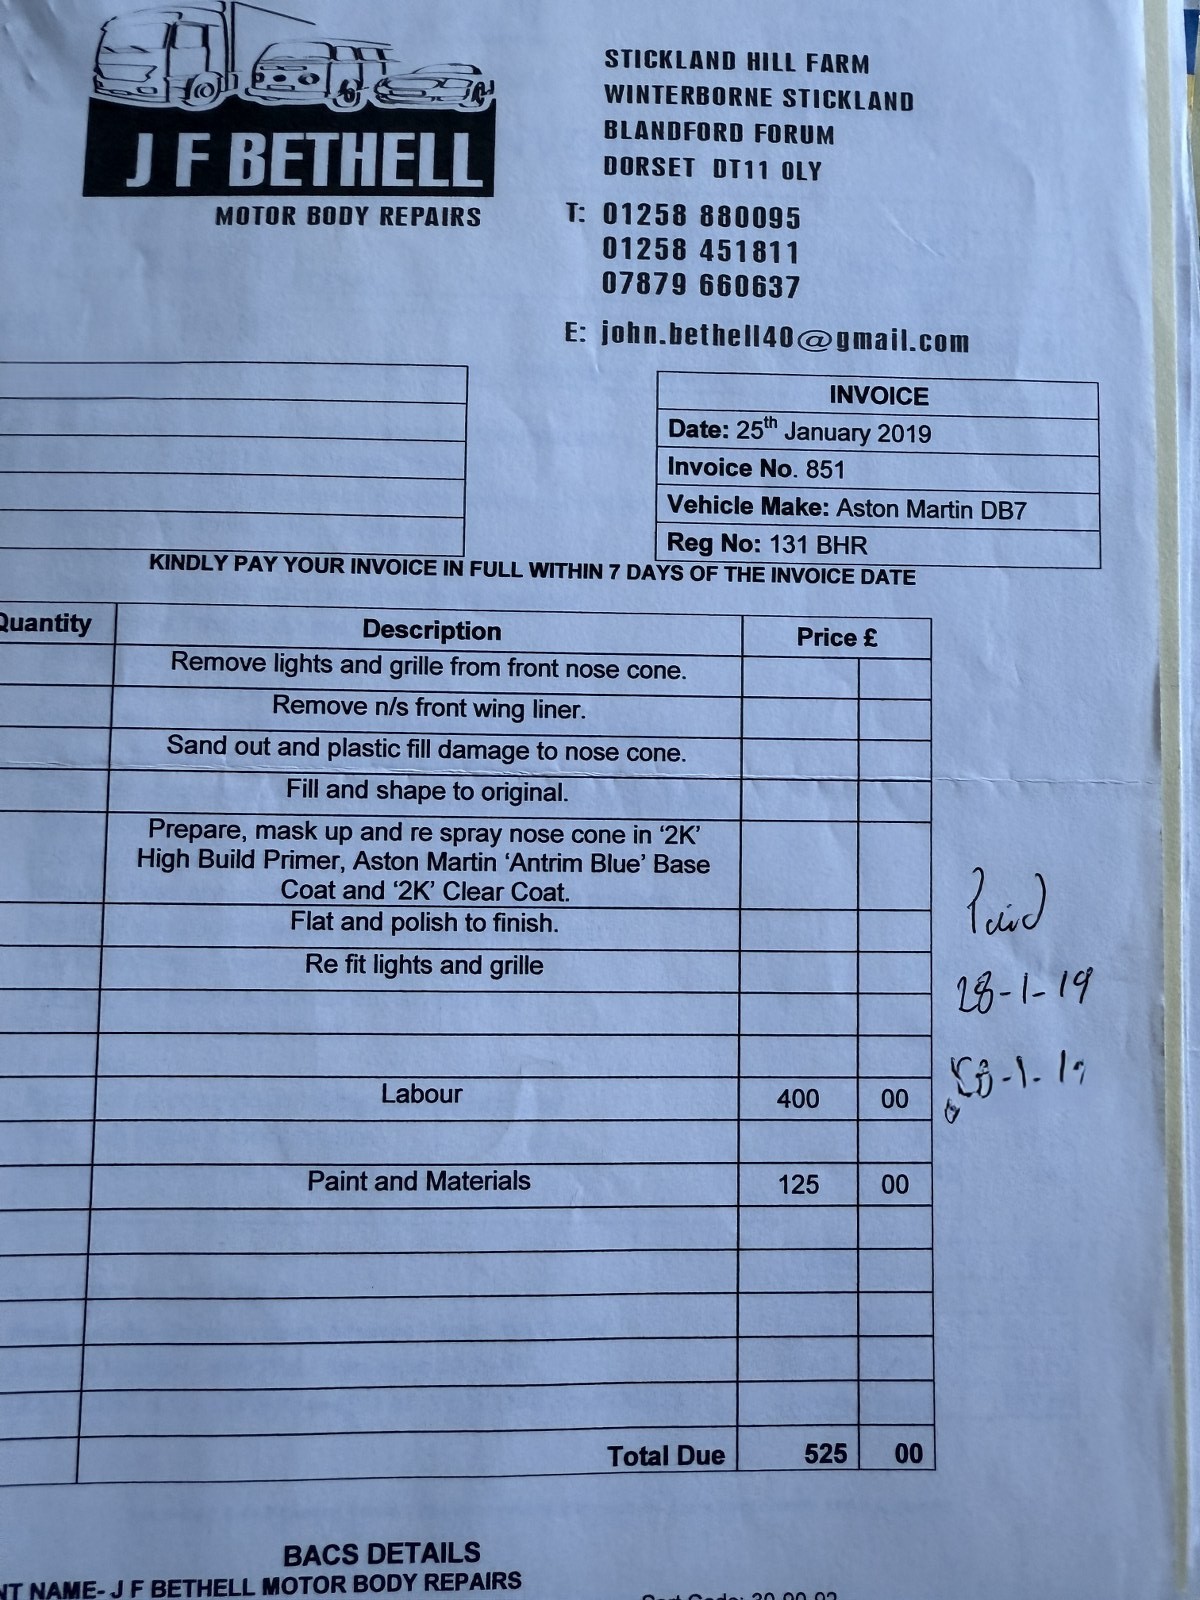 J F BETHELL
MOTOR BODY REPAIRS
STICKLAND HILL FARM
WINTERBORNE STICKLAND
BLANDFORD FORUM
DORSET DT11 0LY
T: 01258 880095
01258 451811
07879 660637
E: john.bethell40@gmail.com
INVOICE
Date: 25th January 2019
Invoice No. 851
Vehicle Make: Aston Martin DB7
Reg No: 131 BHR
KINDLY PAY YOUR INVOICE IN FULL WITHIN 7 DAYS OF THE INVOICE DATE
Quantity Description Price £
Remove lights and grille from front nose cone.
Remove n/s front wing liner.
Sand out and plastic fill damage to nose cone.
Fill and shape to original.
Prepare, mask up and re spray nose cone in ‘2K’
High Build Primer, Aston Martin ‘Antrim Blue’ Base
Coat and ‘2K’ Clear Coat.
Flat and polish to finish.
Re fit lights and grille
Paid
28-1-19
Labour 400 00
Paint and Materials 125 00
Total Due 525 00
BACS DETAILS
NT NAME- J F BETHELL MOTOR BODY REPAIRS